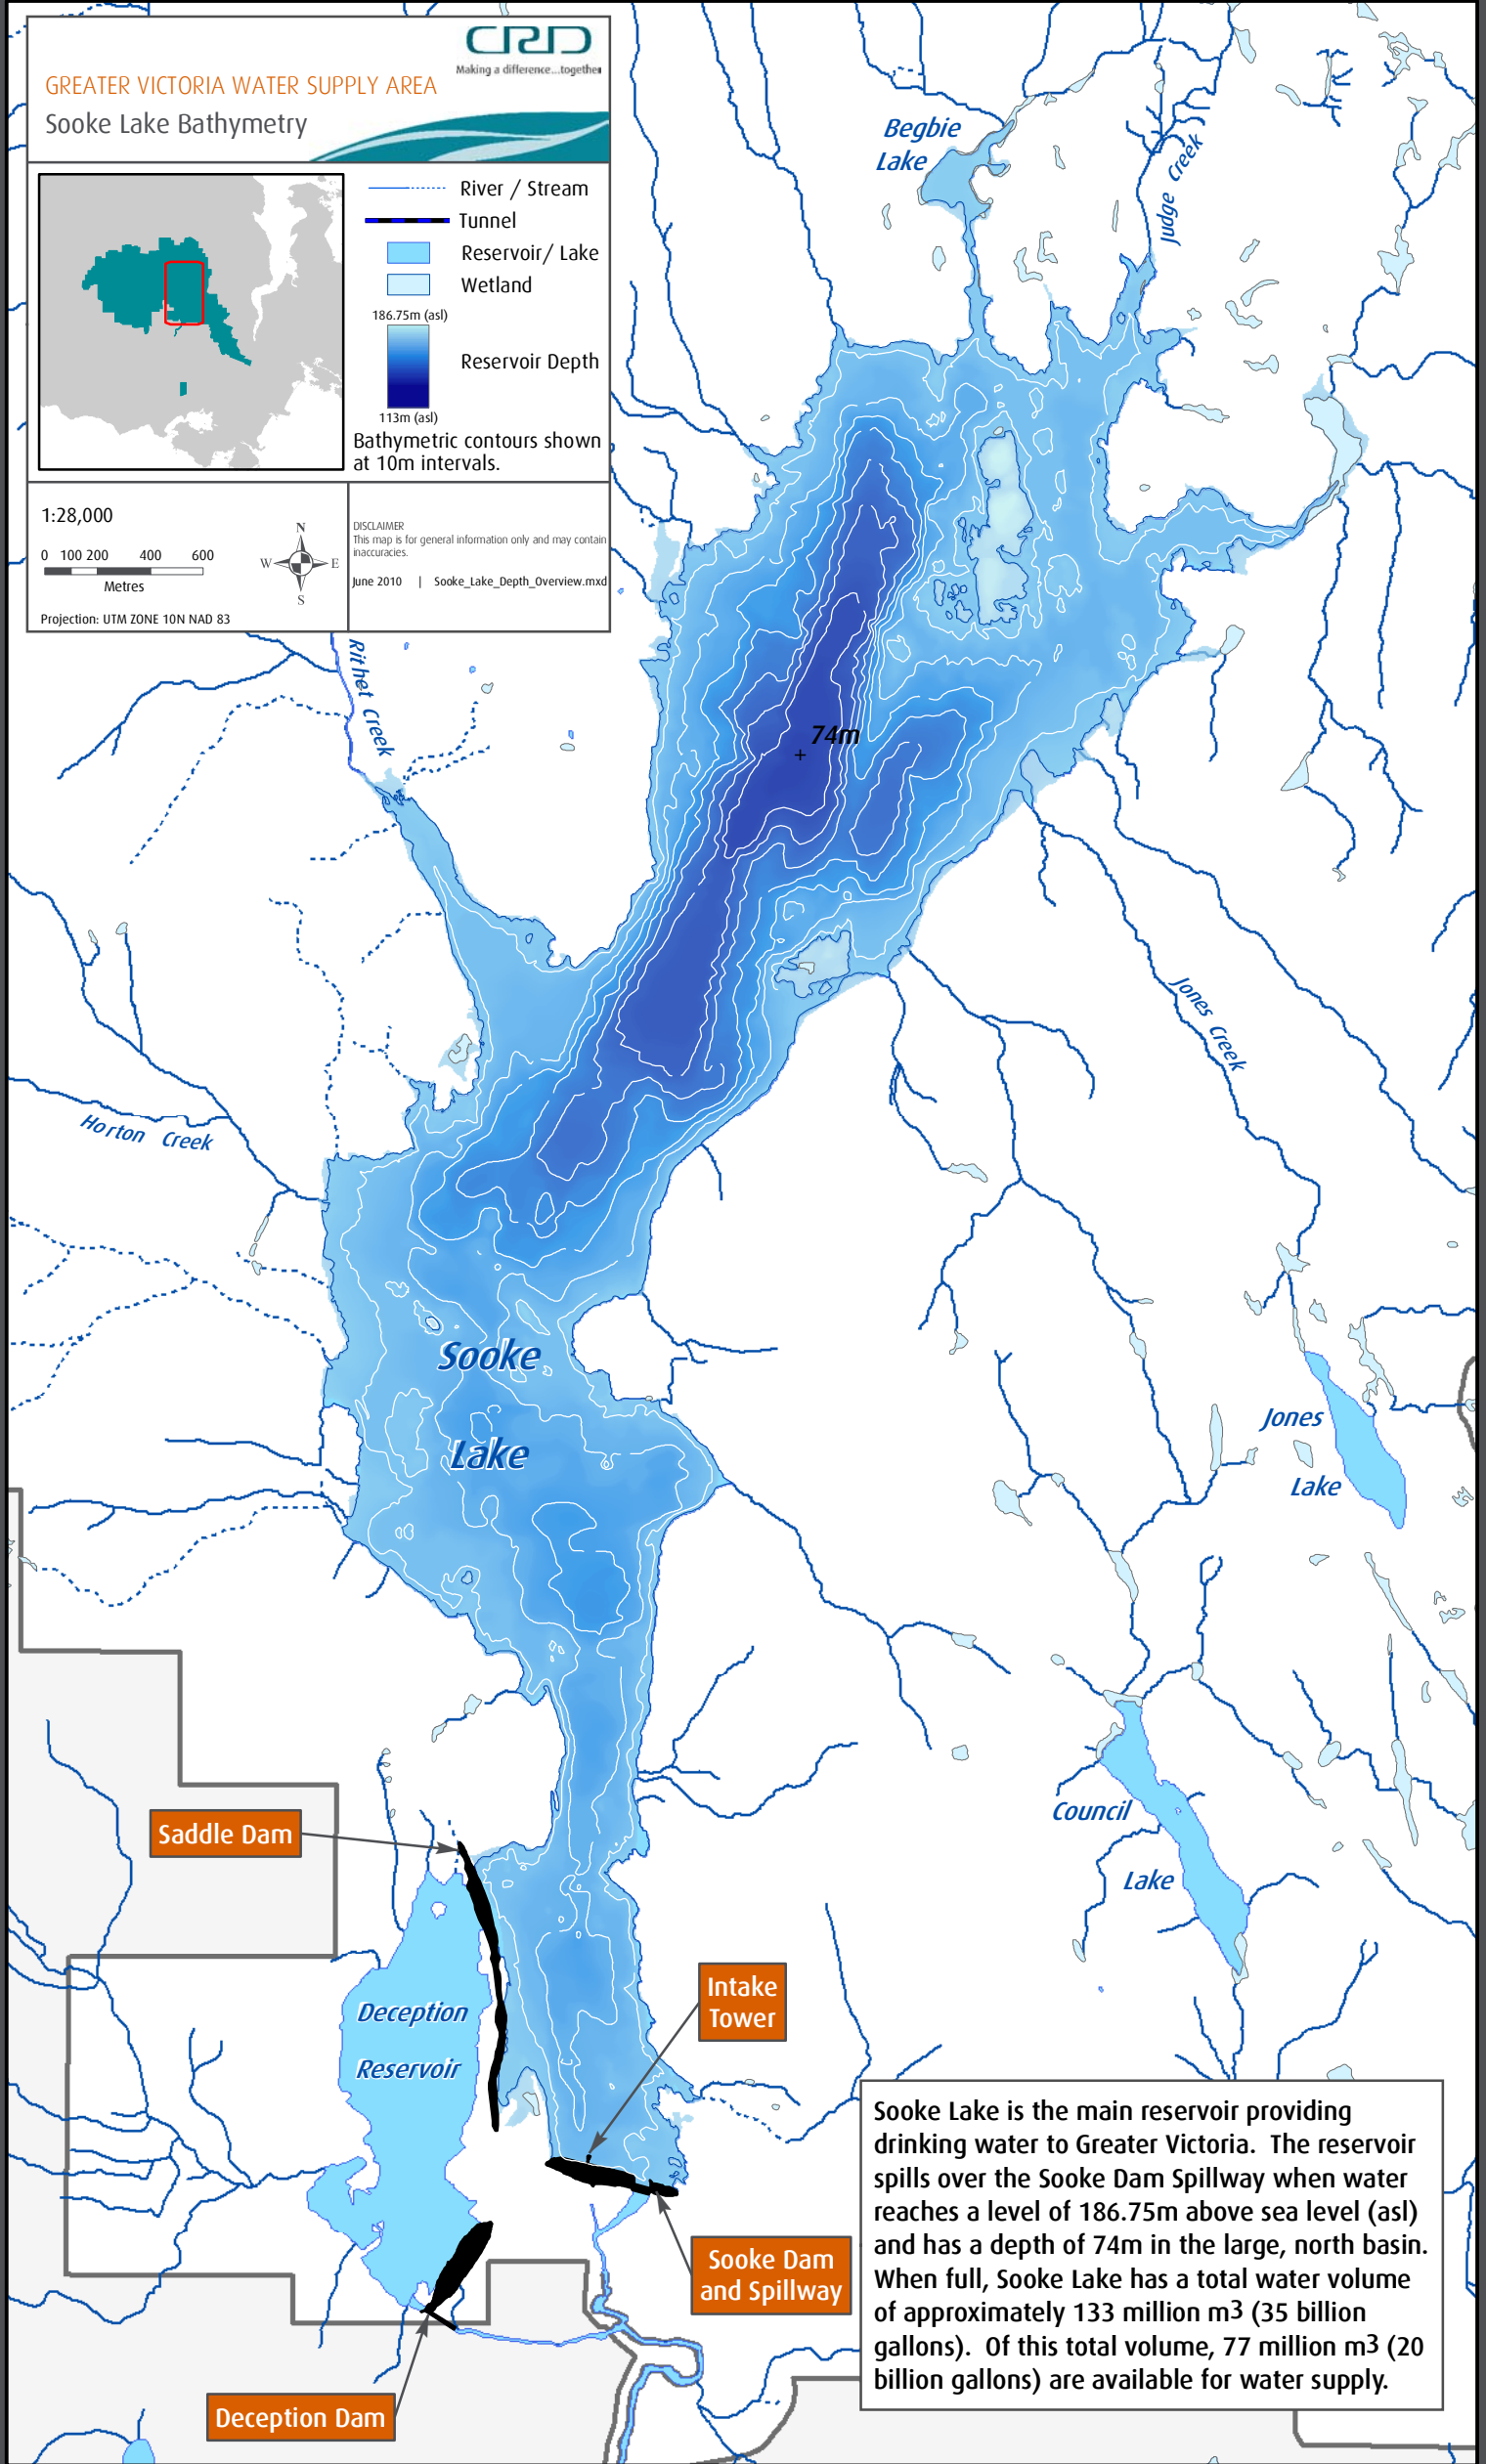 CRD
Making a difference...together
GREATER VICTORIA WATER SUPPLY AREA
Sooke Lake Bathymetry
River / Stream
Tunnel
Reservoir/ Lake
Wetland
186.75m (asl)
Reservoir Depth
113m (asl)
Bathymetric contours shown
at 10m intervals.
1:28,000
0 100 200 400 600
Metres
Projection: UTM ZONE 10N NAD 83
N
W E
S
DISCLAIMER
This map is for general information only and may contain
inaccuracies.
June 2010 | Sooke_Lake_Depth_Overview.mxd
Begbie
Lake
Judge Creek
Rithet Creek
74m
Jones Creek
Horton Creek
Sooke
Lake
Jones
Lake
Council
Lake
Saddle Dam
Deception
Reservoir
Intake
Tower
Sooke Dam
and Spillway
Deception Dam
Sooke Lake is the main reservoir providing
drinking water to Greater Victoria. The reservoir
spills over the Sooke Dam Spillway when water
reaches a level of 186.75m above sea level (asl)
and has a depth of 74m in the large, north basin.
When full, Sooke Lake has a total water volume
of approximately 133 million m3 (35 billion
gallons). Of this total volume, 77 million m3 (20
billion gallons) are available for water supply.